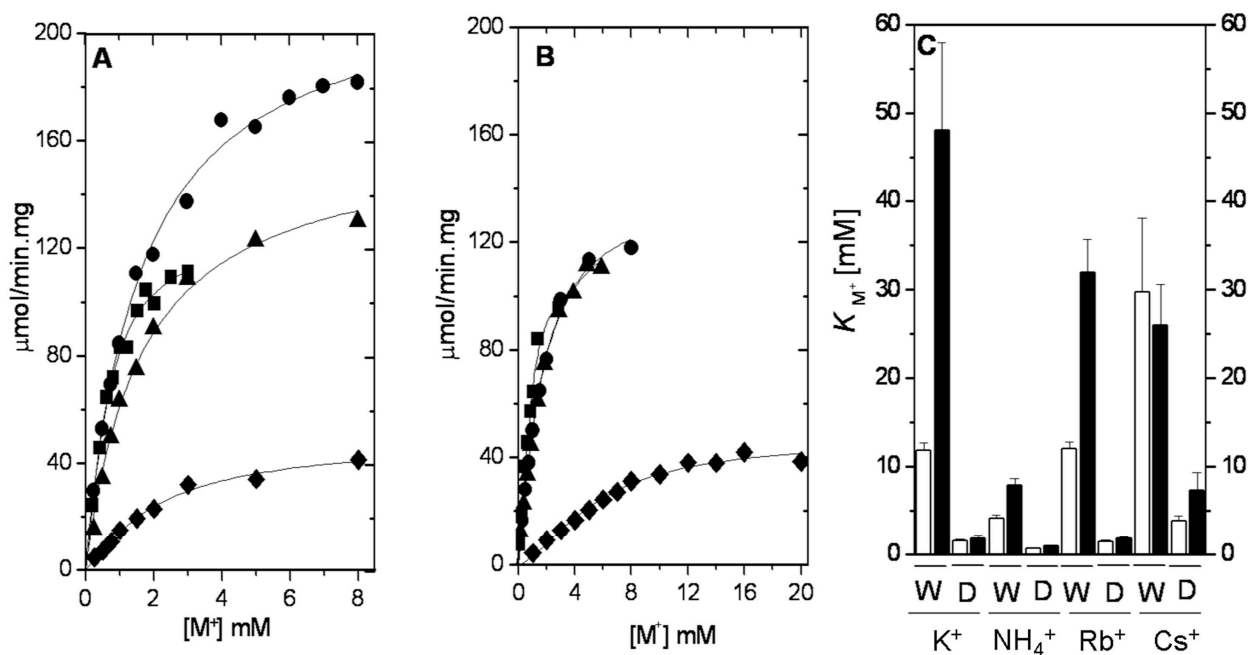 A
200
160
120
80
40
0
μmol/min.mg
0 2 4 6 8
[M⁺] mM
B
200
160
120
80
40
0
μmol/min.mg
0 4 8 12 16 20
[M⁺] mM
C
60 60
50 50
40 40
30 30
20 20
10 10
0 0
K M⁺ [mM]
W D W D W D W D
K⁺ NH₄⁺ Rb⁺ Cs⁺